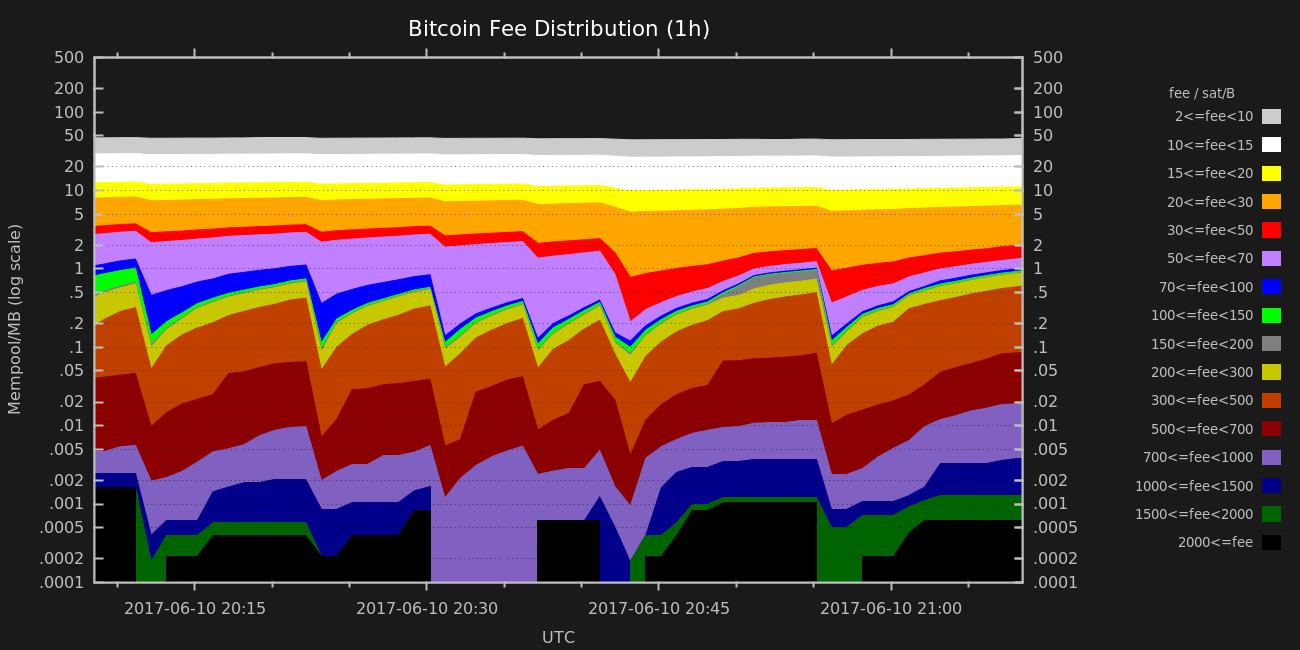 Bitcoin Fee Distribution (1h)
500
200
100
50
20
10
5
2
1
.5
.2
.1
.05
.02
.01
.005
.002
.001
.0005
.0002
.0001
Mempool/MB (log scale)
500
200
100
50
20
10
5
2
1
.5
.2
.1
.05
.02
.01
.005
.002
.001
.0005
.0002
.0001
2017-06-10 20:15
2017-06-10 20:30
2017-06-10 20:45
2017-06-10 21:00
UTC
fee / sat/B
2<=fee<10
10<=fee<15
15<=fee<20
20<=fee<30
30<=fee<50
50<=fee<70
70<=fee<100
100<=fee<150
150<=fee<200
200<=fee<300
300<=fee<500
500<=fee<700
700<=fee<1000
1000<=fee<1500
1500<=fee<2000
2000<=fee